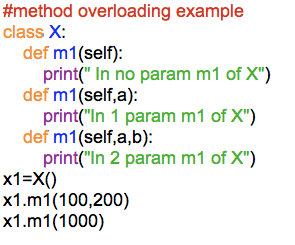 #method overloading example
class X:
    def m1(self):
        print(" In no param m1 of X")
    def m1(self,a):
        print("In 1 param m1 of X")
    def m1(self,a,b):
        print("In 2 param m1 of X")
x1=X()
x1.m1(100,200)
x1.m1(1000)